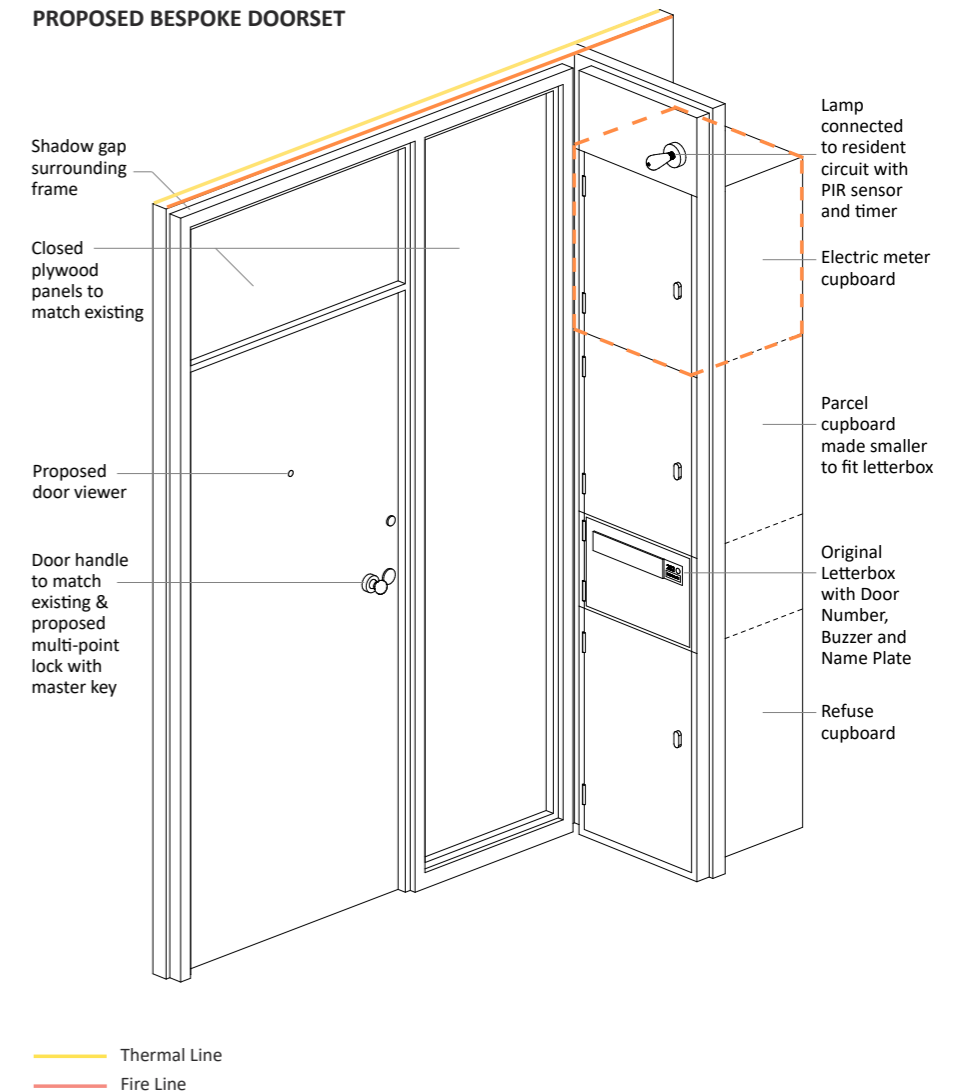 PROPOSED BESPOKE DOORSET
Shadow gap
surrounding
frame
Closed
plywood
panels to
match existing
Proposed
door viewer
Door handle
to match
existing &
proposed
multi-point
lock with
master key
Lamp
connected
to resident
circuit with
PIR sensor
and timer
Electric meter
cupboard
Parcel
cupboard
made smaller
to fit letterbox
Original
Letterbox
with Door
Number,
Buzzer and
Name Plate
Refuse
cupboard
Thermal Line
Fire Line